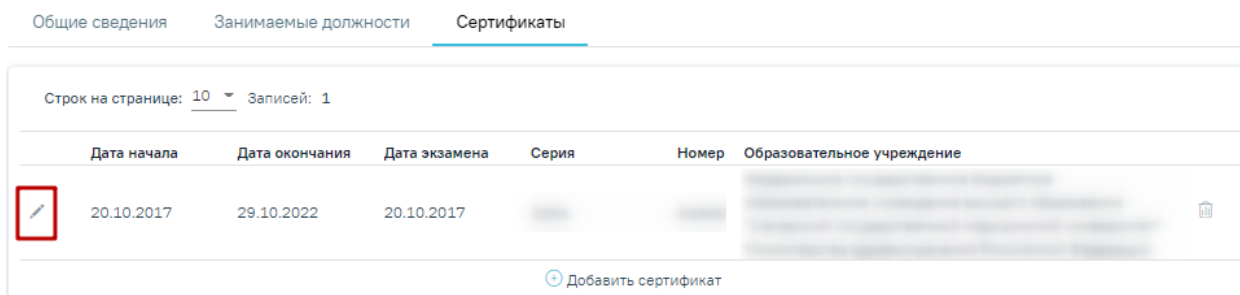 Общие сведения Занимаемые должности Сертификаты
Строк на странице: 10 Записей: 1
Дата начала Дата окончания Дата экзамена Серия Номер Образовательное учреждение
20.10.2017 29.10.2022 20.10.2017
Добавить сертификат